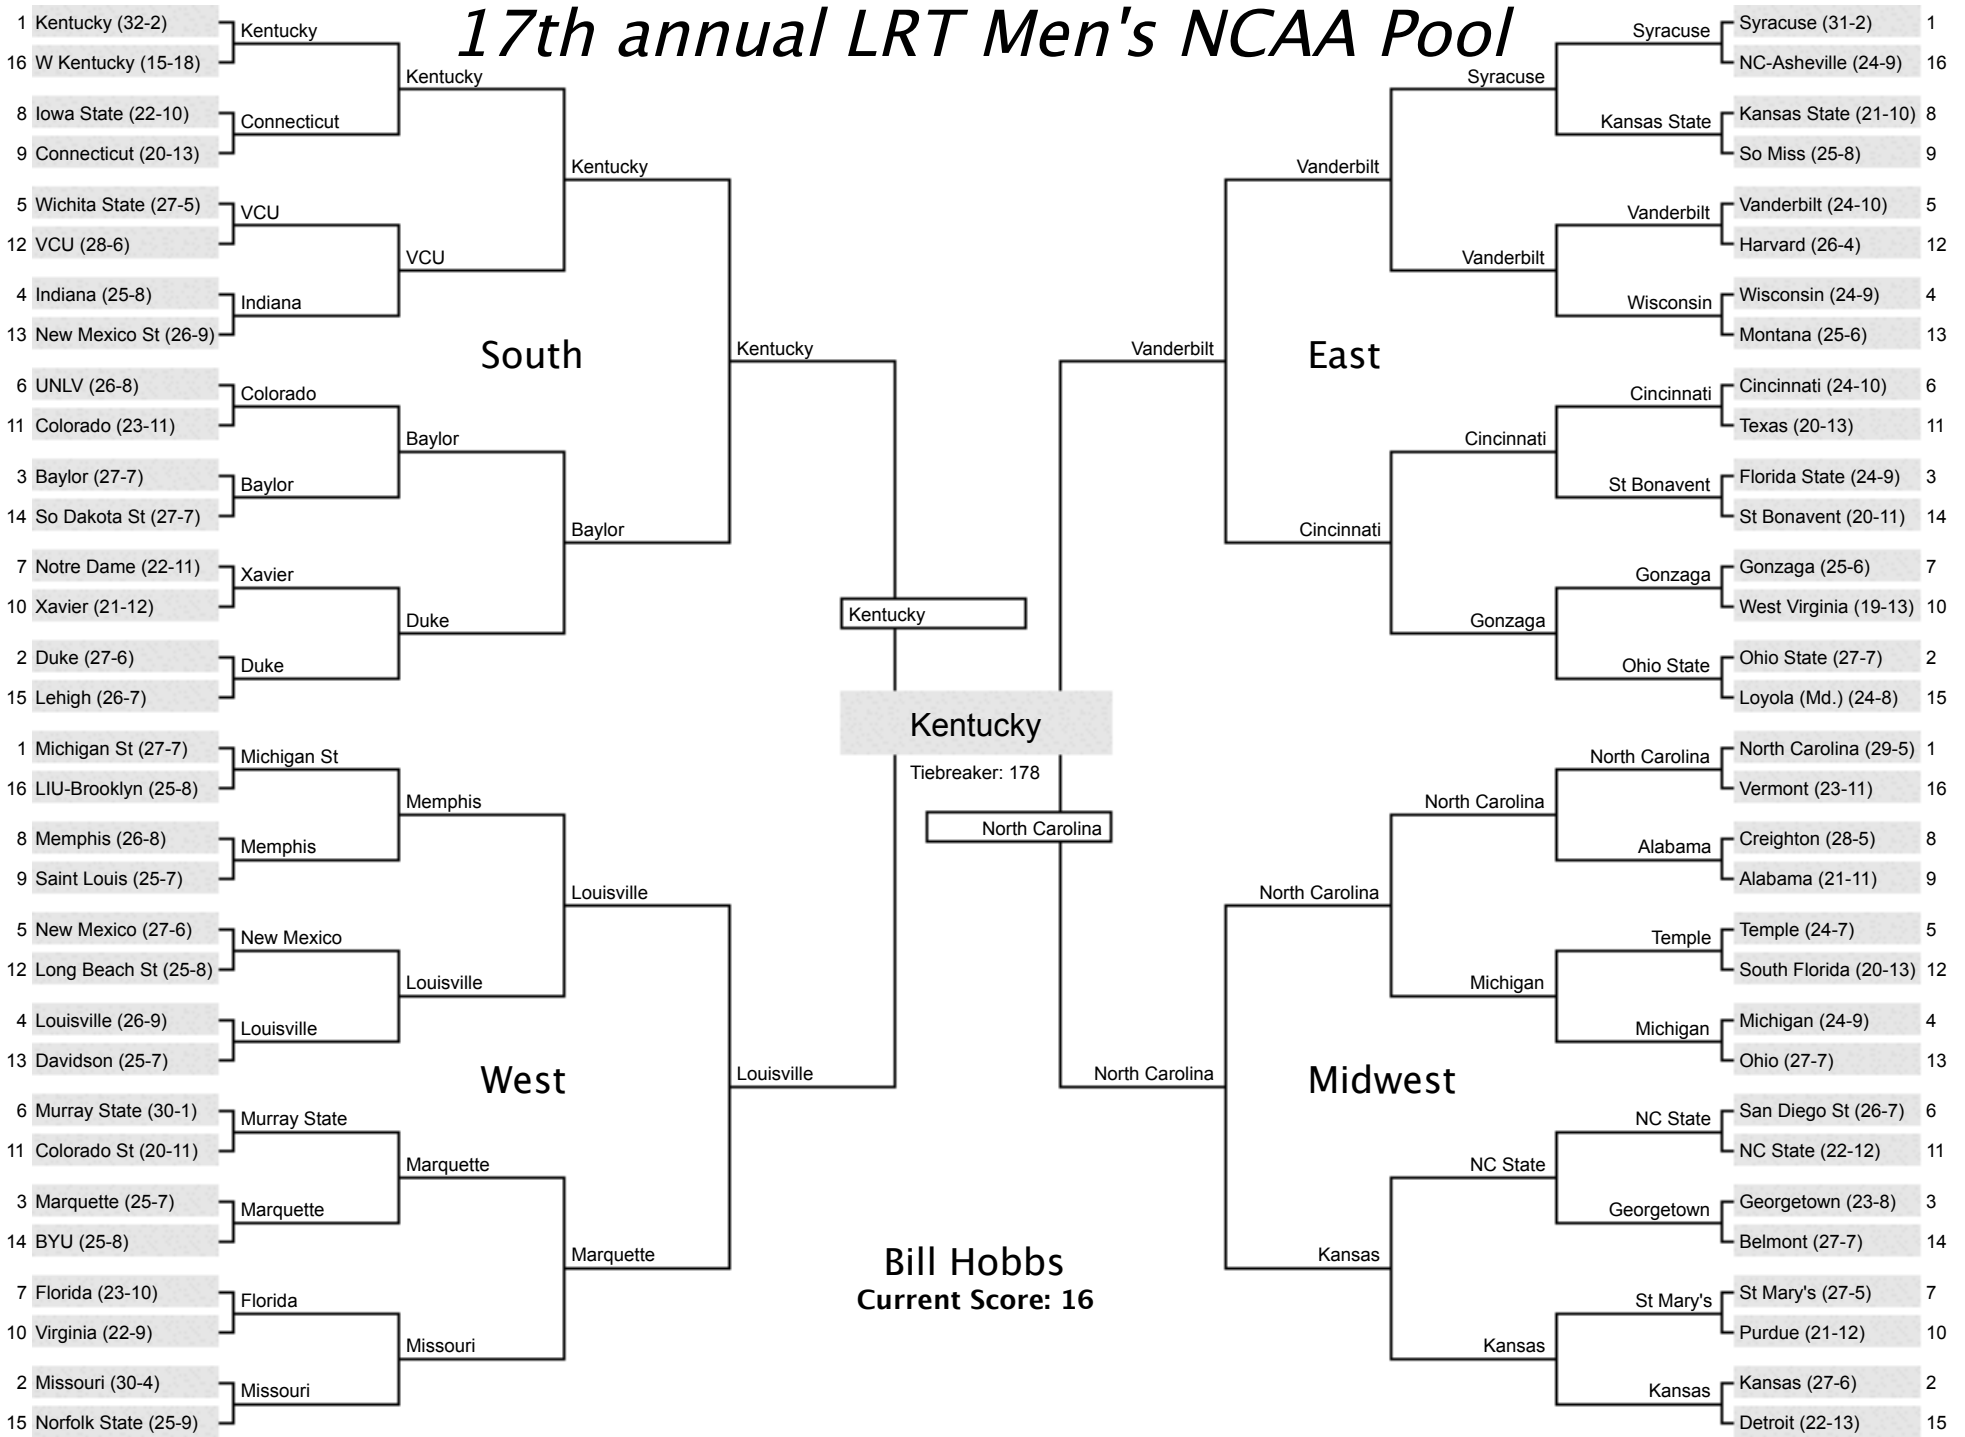 17th annual LRT Men's NCAA Pool
1 Kentucky (32-2)
16 W Kentucky (15-18)
8 Iowa State (22-10)
9 Connecticut (20-13)
5 Wichita State (27-5)
12 VCU (28-6)
4 Indiana (25-8)
13 New Mexico St (26-9)
6 UNLV (26-8)
11 Colorado (23-11)
3 Baylor (27-7)
14 So Dakota St (27-7)
7 Notre Dame (22-11)
10 Xavier (21-12)
2 Duke (27-6)
15 Lehigh (26-7)
Kentucky
Connecticut
VCU
Indiana
Colorado
Baylor
Xavier
Duke
Kentucky
VCU
Baylor
Duke
Kentucky
Baylor
South
Kentucky
1 Michigan St (27-7)
16 LIU-Brooklyn (25-8)
8 Memphis (26-8)
9 Saint Louis (25-7)
5 New Mexico (27-6)
12 Long Beach St (25-8)
4 Louisville (26-9)
13 Davidson (25-7)
6 Murray State (30-1)
11 Colorado St (20-11)
3 Marquette (25-7)
14 BYU (25-8)
7 Florida (23-10)
10 Virginia (22-9)
2 Missouri (30-4)
15 Norfolk State (25-9)
Michigan St
Memphis
New Mexico
Louisville
Murray State
Marquette
Florida
Missouri
Memphis
Louisville
Marquette
Missouri
Louisville
Marquette
West
Louisville
Kentucky
Kentucky
Tiebreaker: 178
North Carolina
Bill Hobbs
Current Score: 16
Vanderbilt
East
Vanderbilt
Cincinnati
Syracuse
Vanderbilt
Cincinnati
Gonzaga
Syracuse
Kansas State
Vanderbilt
Wisconsin
Cincinnati
St Bonavent
Gonzaga
Ohio State
Syracuse (31-2) 1
NC-Asheville (24-9) 16
Kansas State (21-10) 8
So Miss (25-8) 9
Vanderbilt (24-10) 5
Harvard (26-4) 12
Wisconsin (24-9) 4
Montana (25-6) 13
Cincinnati (24-10) 6
Texas (20-13) 11
Florida State (24-9) 3
St Bonavent (20-11) 14
Gonzaga (25-6) 7
West Virginia (19-13) 10
Ohio State (27-7) 2
Loyola (Md.) (24-8) 15
North Carolina
Midwest
North Carolina
Kansas
North Carolina
Michigan
NC State
Kansas
North Carolina
Alabama
Temple
Michigan
NC State
Georgetown
St Mary's
Kansas
North Carolina (29-5) 1
Vermont (23-11) 16
Creighton (28-5) 8
Alabama (21-11) 9
Temple (24-7) 5
South Florida (20-13) 12
Michigan (24-9) 4
Ohio (27-7) 13
San Diego St (26-7) 6
NC State (22-12) 11
Georgetown (23-8) 3
Belmont (27-7) 14
St Mary's (27-5) 7
Purdue (21-12) 10
Kansas (27-6) 2
Detroit (22-13) 15